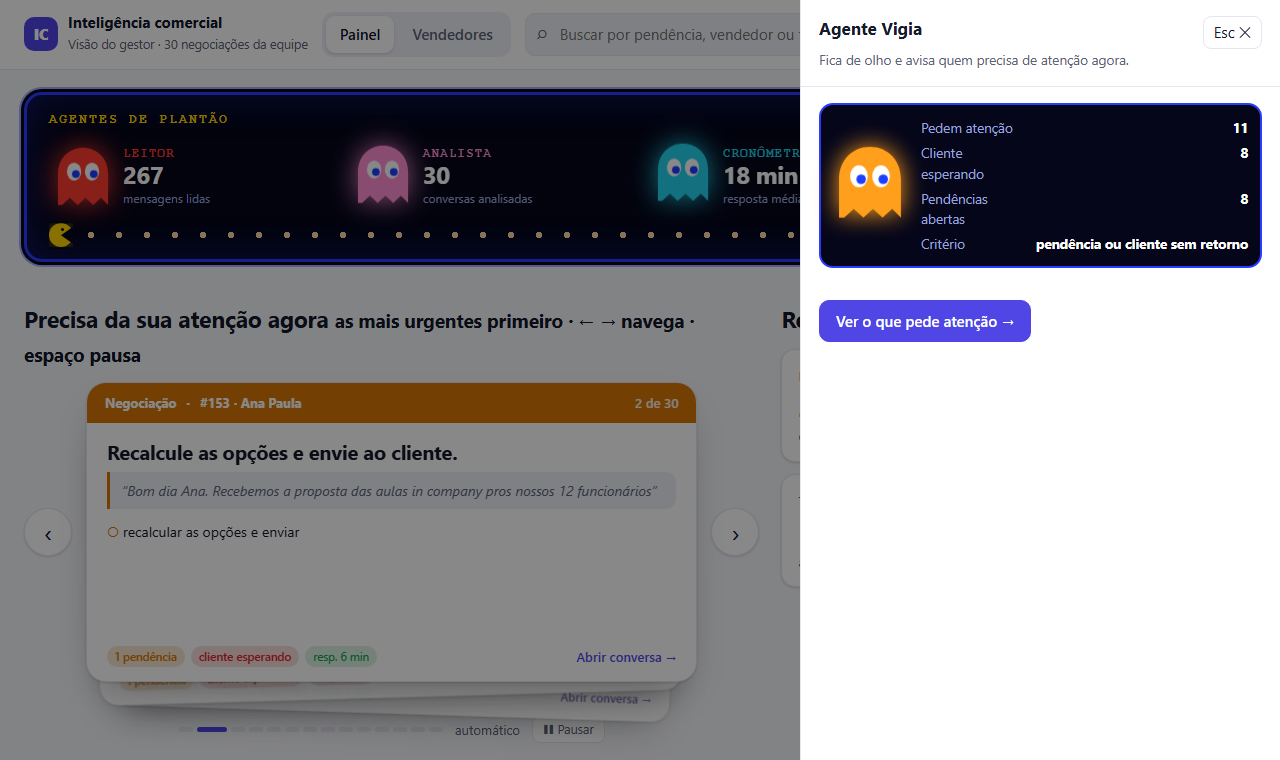 IC
Inteligência comercial
Visão do gestor · 30 negociações da equipe
Painel
Vendedores
Buscar por pendência, vendedor ou
AGENTES DE PLANTÃO
LEITOR
267
mensagens lidas
ANALISTA
30
conversas analisadas
CRONÔMETR
18 min
resposta média
Precisa da sua atenção agora as mais urgentes primeiro · ← → navega ·
espaço pausa
Negociação · #153 · Ana Paula
2 de 30
Recalcule as opções e envie ao cliente.
"Bom dia Ana. Recebemos a proposta das aulas in company pros nossos 12 funcionários"
recalcular as opções e enviar
‹
›
1 pendência
cliente esperando
resp. 6 min
Abrir conversa →
Abrir conversa →
automático
Pausar
Agente Vigia
Esc ✕
Fica de olho e avisa quem precisa de atenção agora.
Pedem atenção 11
Cliente 8
esperando
Pendências 8
abertas
Critério pendência ou cliente sem retorno
Ver o que pede atenção →